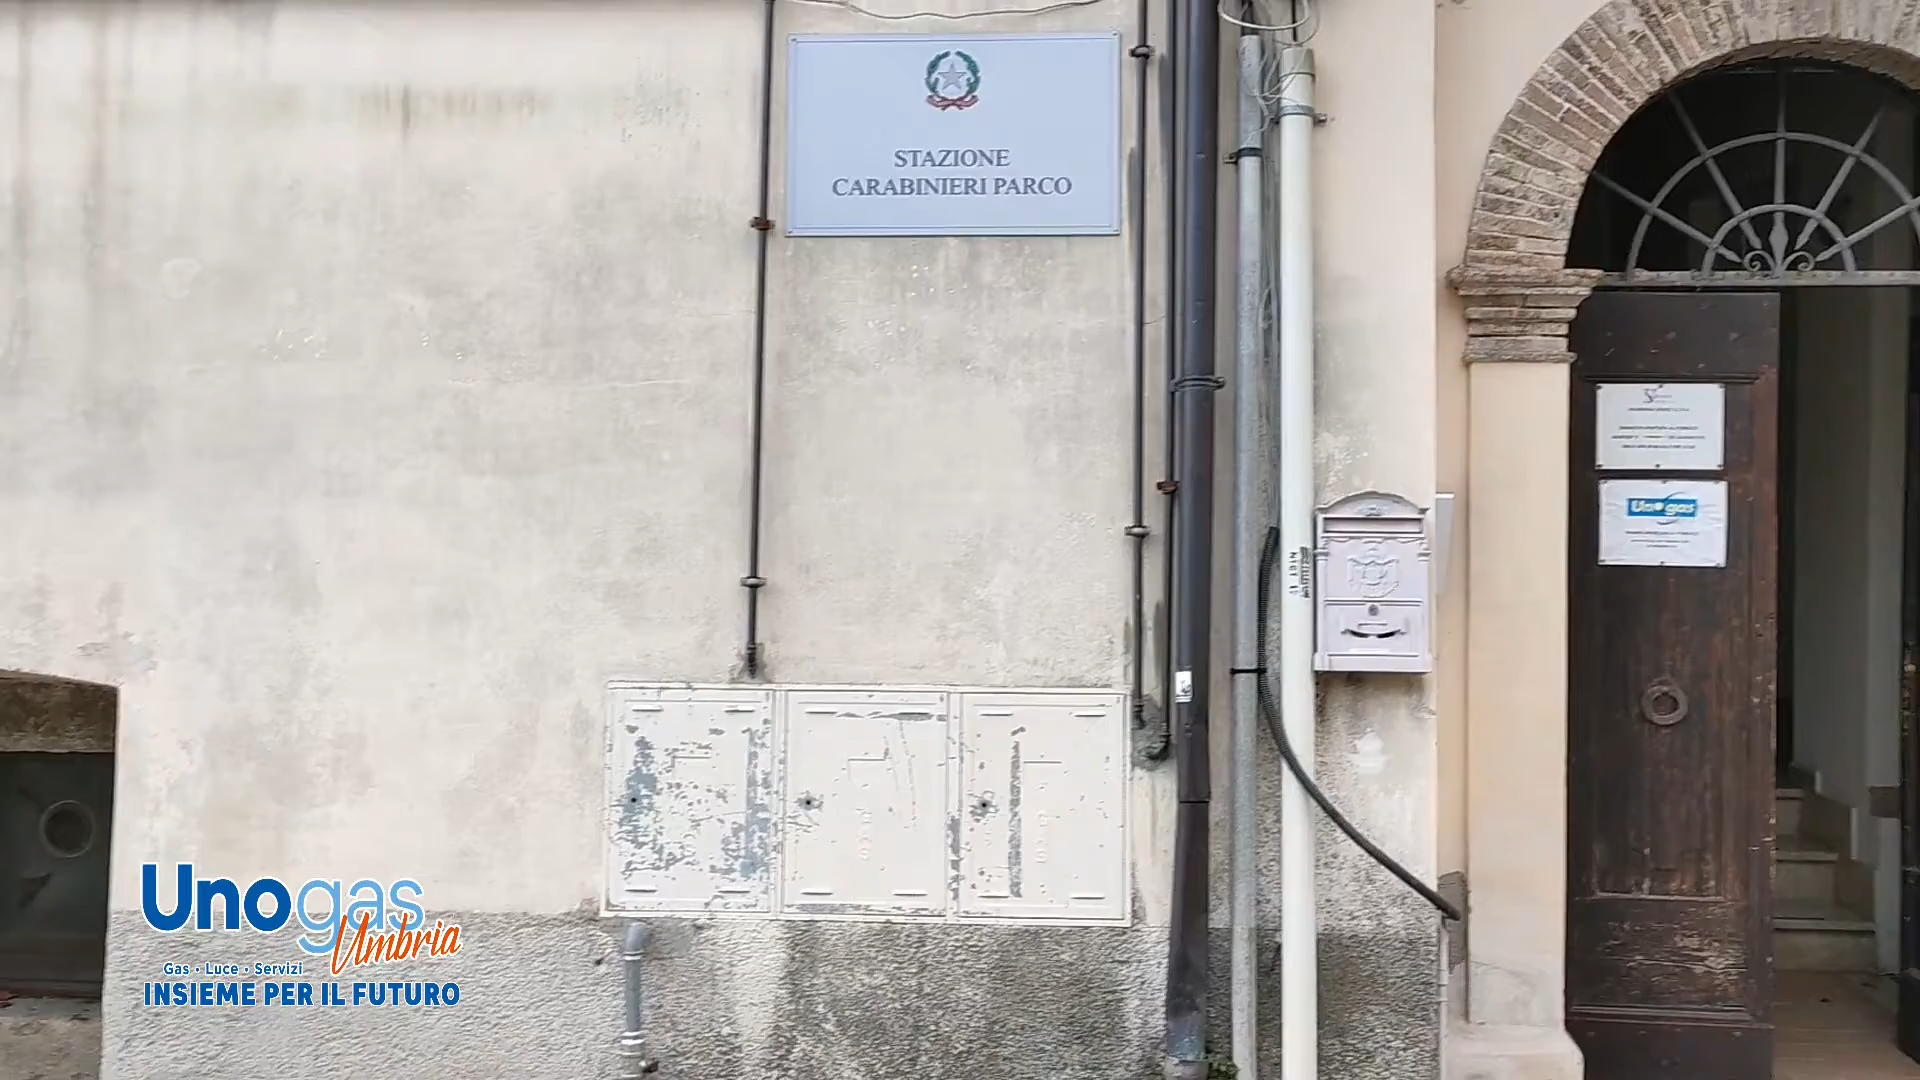 STAZIONE
CARABINIERI PARCO
Unogas
Unogas
Umbria
Gas • Luce • Servizi
INSIEME PER IL FUTURO